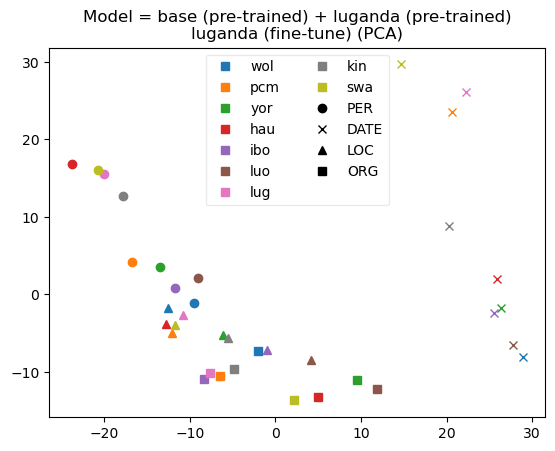 Model = base (pre-trained) + luganda (pre-trained)
luganda (fine-tune) (PCA)
wol
pcm
yor
hau
ibo
luo
lug
kin
swa
PER
DATE
LOC
ORG
30
20
10
0
−10
−20
−10
0
10
20
30